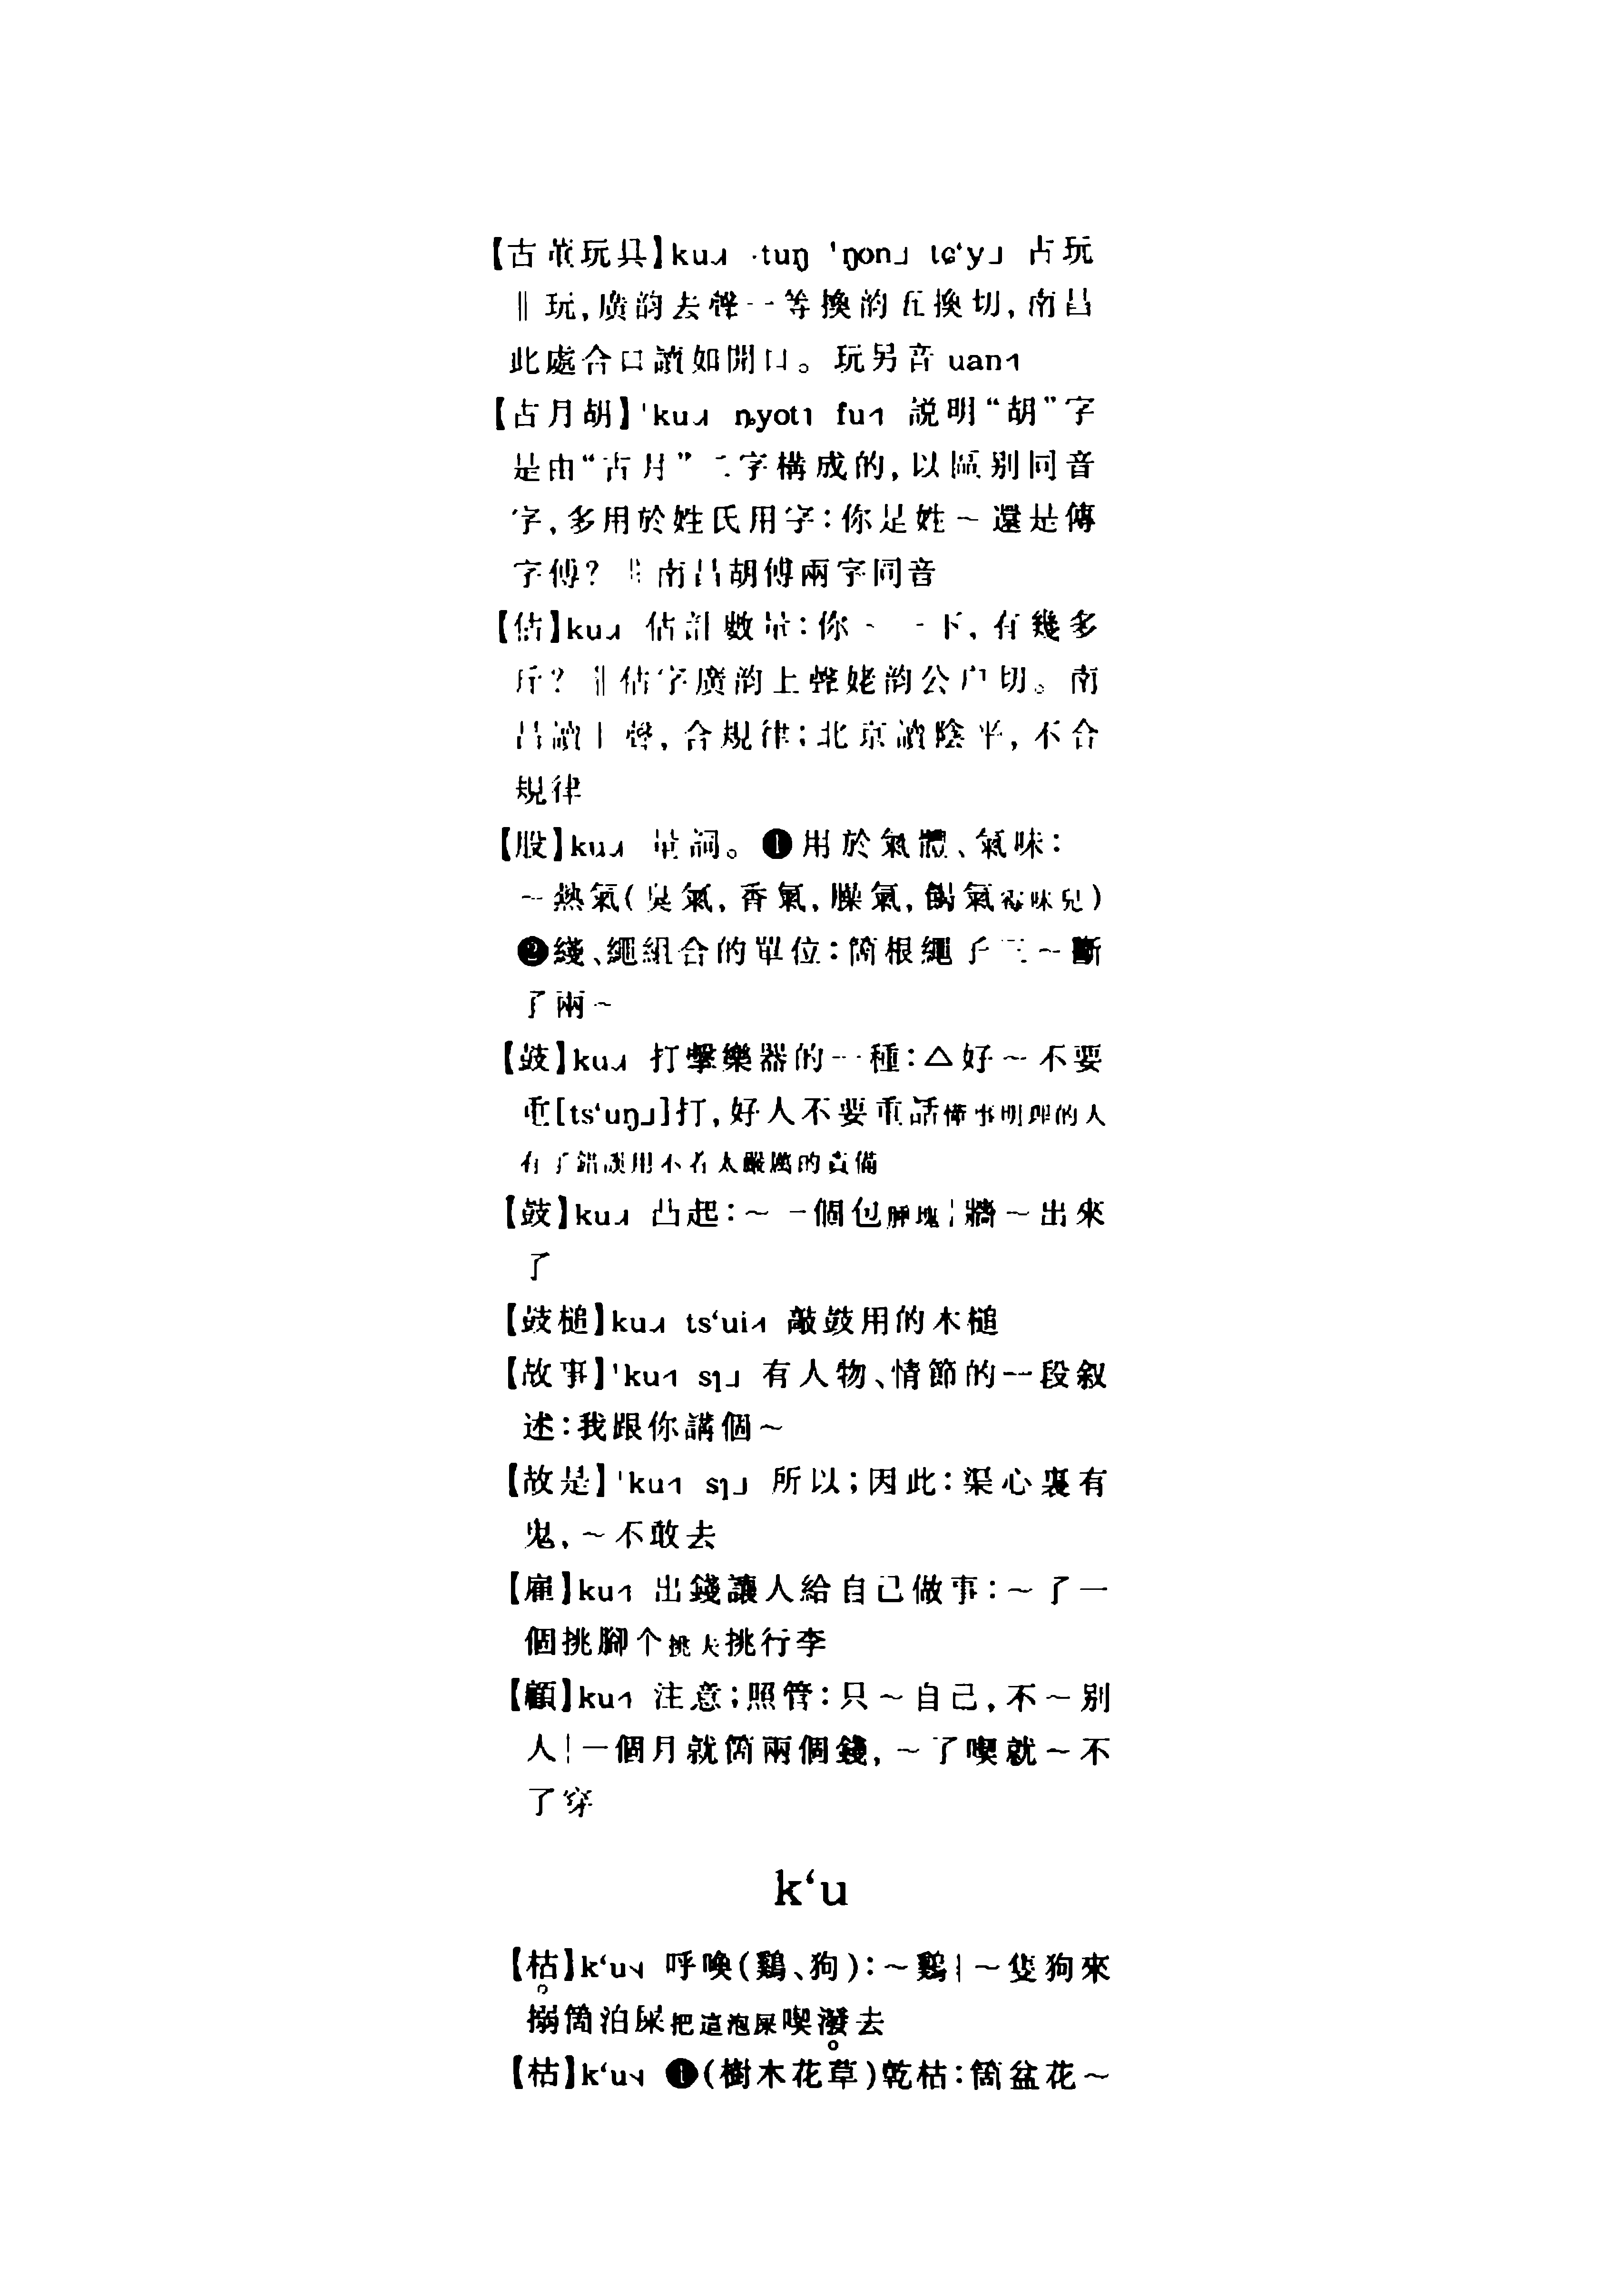 【古董玩具】ku˩˧ ·tuŋ ˈŋon˩ tɕ‘y˩ 古玩
‖玩，廣韵去聲一等換韵五換切，南昌
此處合口讀如開口。玩另音 uan˧˥
【古月胡】ˈku˩˧ n̠yot˥ fu˧˥ 説明“胡”字
是由“古月”二字構成的，以區别同音
字，多用於姓氏用字：你是姓～還是傅
字傅？‖南昌胡傅兩字同音
【估】ku˩˧ 估計數量：你～一下，有幾多
斤？‖估字廣韵上聲姥韵公户切。南
昌讀上聲，合規律；北京讀陰平，不合
規律
【股】ku˩˧ 量詞。❶用於氣體、氣味：
～熱氣（臭氣，香氣，臊氣，餲氣霉味兒）
❷綫、繩組合的單位：箇根繩子三～斷
了兩～
【鼓】ku˩˧ 打擊樂器的一種：△好～不要
重[ts‘uŋ˩]打，好人不要重話懂事明理的人
有了錯誤用不着太嚴厲的責備
【鼓】ku˩˧ 凸起：～一個包腫塊¦牆～出來
了
【鼓槌】ku˩˧ ts‘ui˧˥ 敲鼓用的木槌
【故事】ˈku˧˥ sɿ˩ 有人物、情節的一段叙
述：我跟你講個～
【故是】ˈku˧˥ sɿ˩ 所以；因此：渠心裏有
鬼，～不敢去
【雇】ku˧˥ 出錢讓人給自己做事：～了一
個挑腳个挑夫挑行李
【顧】ku˧˥ 注意；照管：只～自己，不～别
人¦一個月就箇兩個錢，～了喫就～不
了穿
k‘u
【枯】k‘u˦˨ 呼喚（鷄、狗）：～鷄¦～隻狗來
搦箇泊屎把這泡屎喫潑去
【枯】k‘u˦˨ ❶（樹木花草）乾枯：箇盆花～